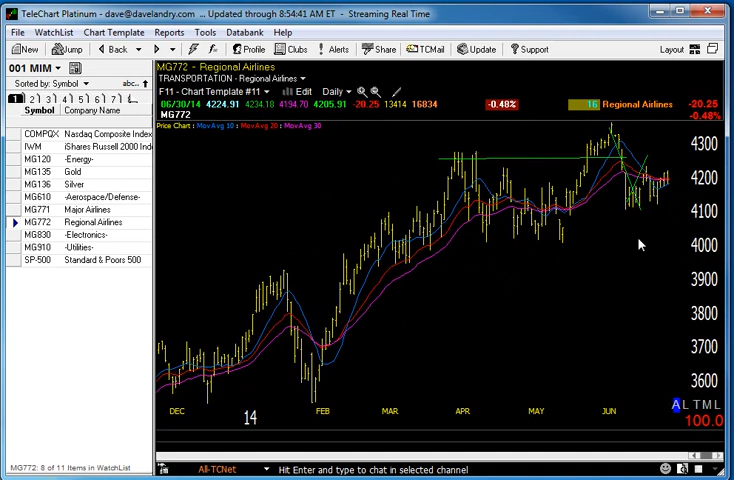 TeleChart Platinum - dave@davelandry.com ... Updated through 8:54:41 AM ET - Streaming Real Time
File WatchList Chart Template Reports Tools Databank Help
New Jump Back Profile Clubs Alerts Share TCMail Update Support Layout
001 MIM
Sorted by: Symbol abc...
1 2 3 4 5 6 7
Symbol Company Name
COMPQX Nasdaq Composite Index
IWM iShares Russell 2000 Ind
MG120 -Energy-
MG135 Gold
MG136 Silver
MG610 -Aerospace/Defense-
MG771 Major Airlines
MG772 Regional Airlines
MG830 -Electronics-
MG910 -Utilities-
SP-500 Standard & Poors 500
MG772: 8 of 11 Items in WatchList
MG772 - Regional Airlines
TRANSPORTATION - Regional Airlines
F11 - Chart Template #11 Edit Daily
06/30/14 4224.91 4234.18 4194.70 4205.91 -20.25 13414 16834 -0.48% 16 Regional Airlines -20.25
MG772 -0.48%
Price Chart : MovAvg 10 : MovAvg 20 : MovAvg 30
4300
4200
4100
4000
3900
3800
3700
3600
A L T M L
100.0
DEC 14 FEB MAR APR MAY JUN
All-TCNet Hit Enter and type to chat in selected channel